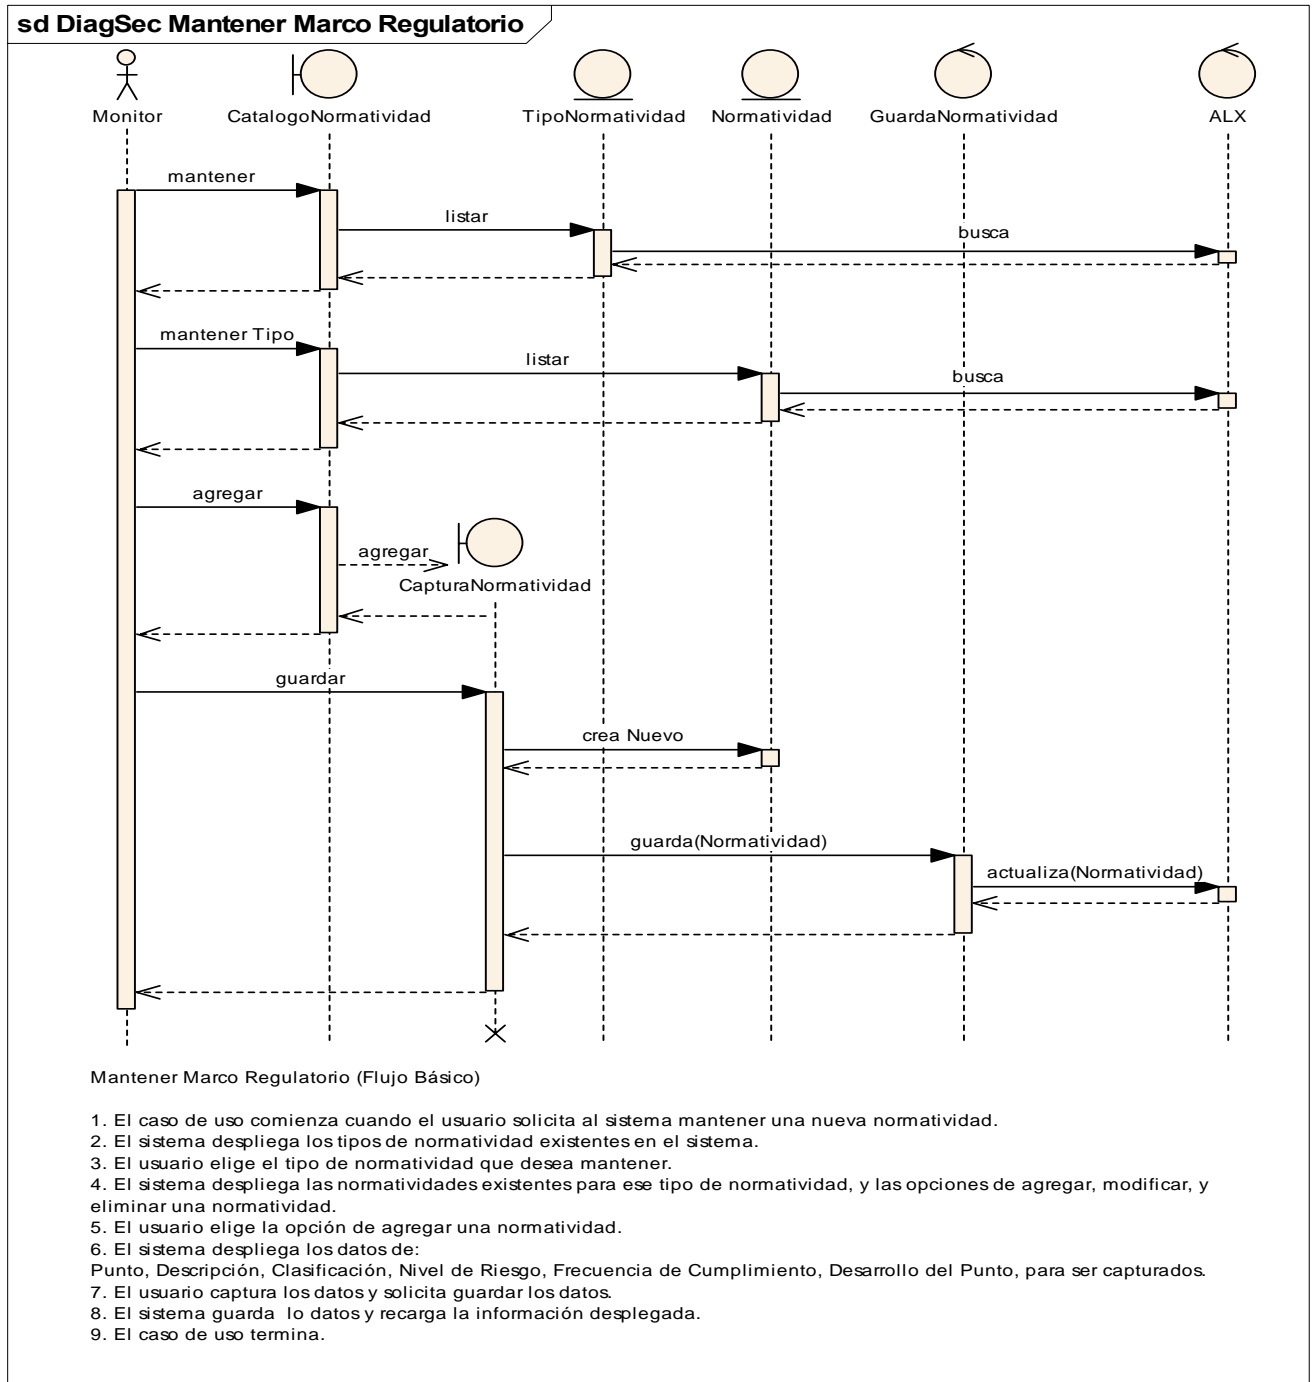 sd DiagSec Mantener Marco Regulatorio
Monitor
CatalogoNormatividad
TipoNormatividad
Normatividad
GuardaNormatividad
ALX
mantener
listar
busca
mantener Tipo
listar
busca
agregar
agregar
CapturaNormatividad
guardar
crea Nuevo
guarda(Normatividad)
actualiza(Normatividad)
Mantener Marco Regulatorio (Flujo Básico)
1. El caso de uso comienza cuando el usuario solicita al sistema mantener una nueva normatividad.
2. El sistema despliega los tipos de normatividad existentes en el sistema.
3. El usuario elige el tipo de normatividad que desea mantener.
4. El sistema despliega las normatividades existentes para ese tipo de normatividad, y las opciones de agregar, modificar, y
eliminar una normatividad.
5. El usuario elige la opción de agregar una normatividad.
6. El sistema despliega los datos de:
Punto, Descripción, Clasificación, Nivel de Riesgo, Frecuencia de Cumplimiento, Desarrollo del Punto, para ser capturados.
7. El usuario captura los datos y solicita guardar los datos.
8. El sistema guarda  lo datos y recarga la información desplegada.
9. El caso de uso termina.